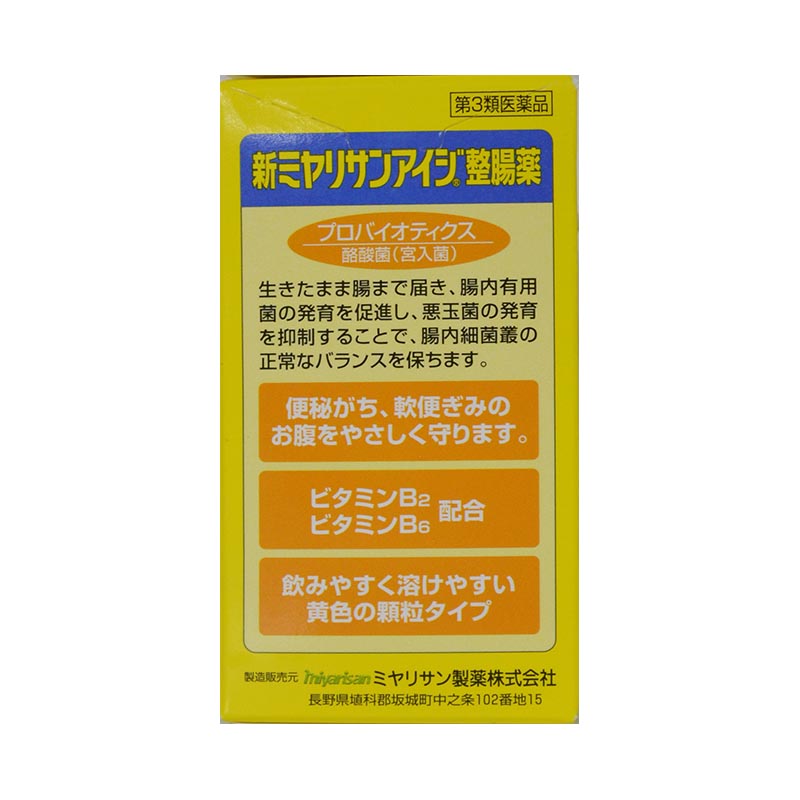 第3類医薬品
新ミヤリサンアイジ®整腸薬
プロバイオティクス
酪酸菌(宮入菌)
生きたまま腸まで届き、腸内有用
菌の発育を促進し、悪玉菌の発育
を抑制することで、腸内細菌叢の
正常なバランスを保ちます。
便秘がち、軟便ぎみの
お腹をやさしく守ります。
ビタミンB2
ビタミンB6 配合
飲みやすく溶けやすい
黄色の顆粒タイプ
製造販売元 miyarisan ミヤリサン製薬株式会社
長野県埴科郡坂城町中之条102番地15